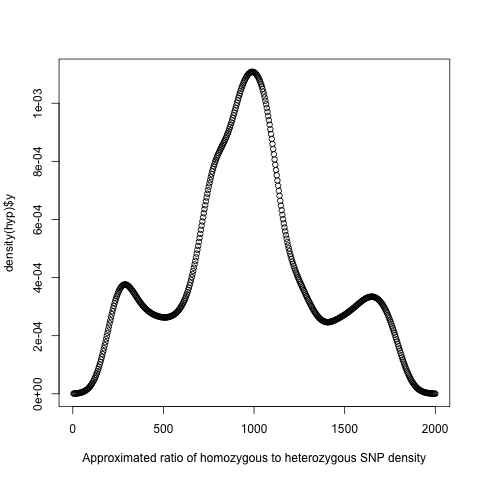 density(hyp)$y
1e-03
8e-04
6e-04
4e-04
2e-04
0e+00
0 500 1000 1500 2000
Approximated ratio of homozygous to heterozygous SNP density